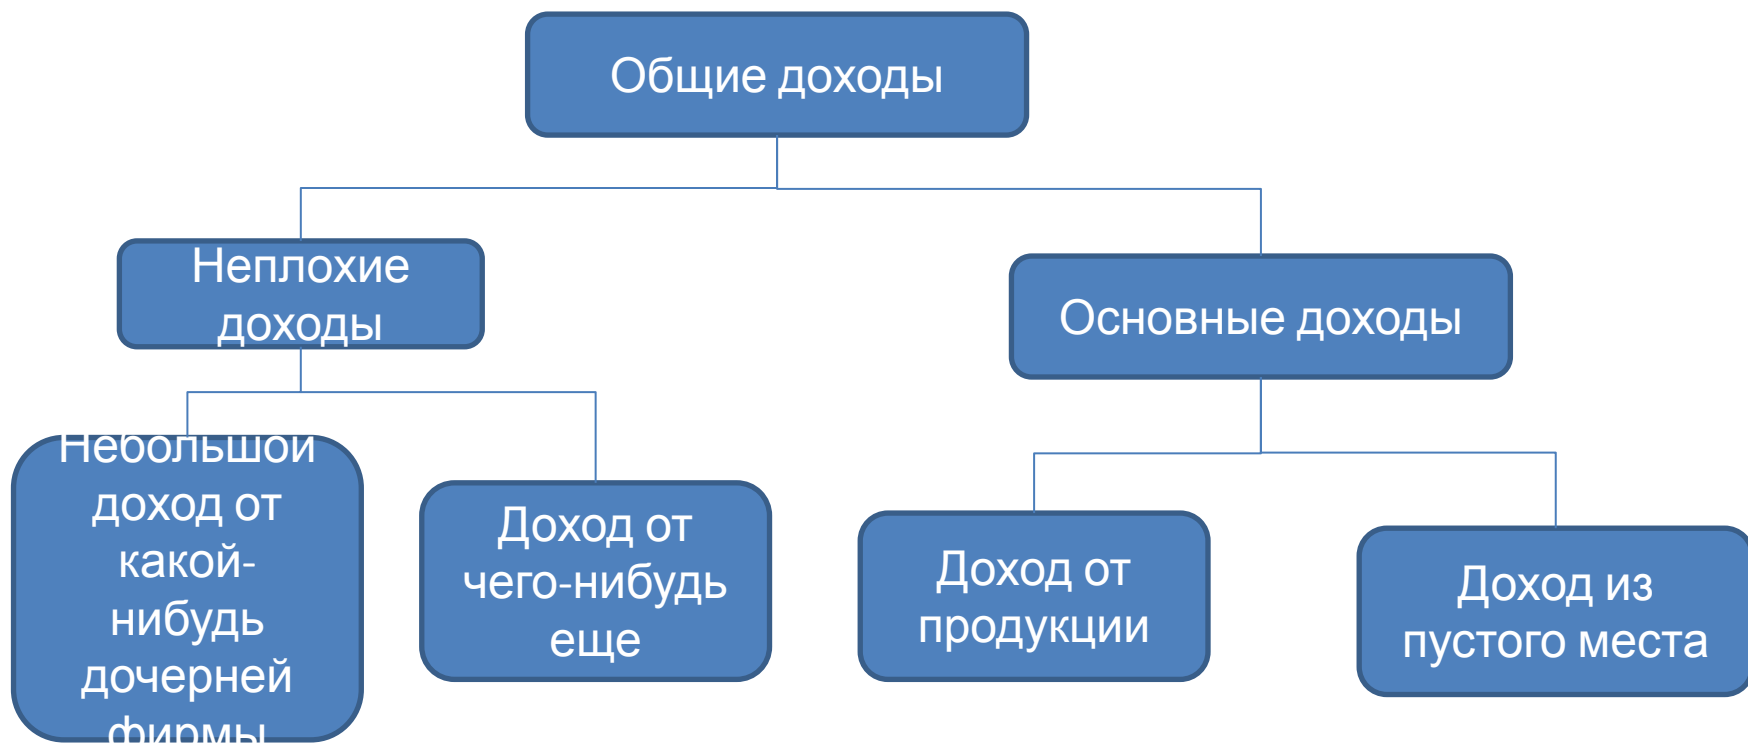 Общие доходы
Неплохие
доходы
Основные доходы
Небольшой
доход от
какой-
нибудь
дочерней
фирмы
Доход от
чего-нибудь
еще
Доход от
продукции
Доход из
пустого места